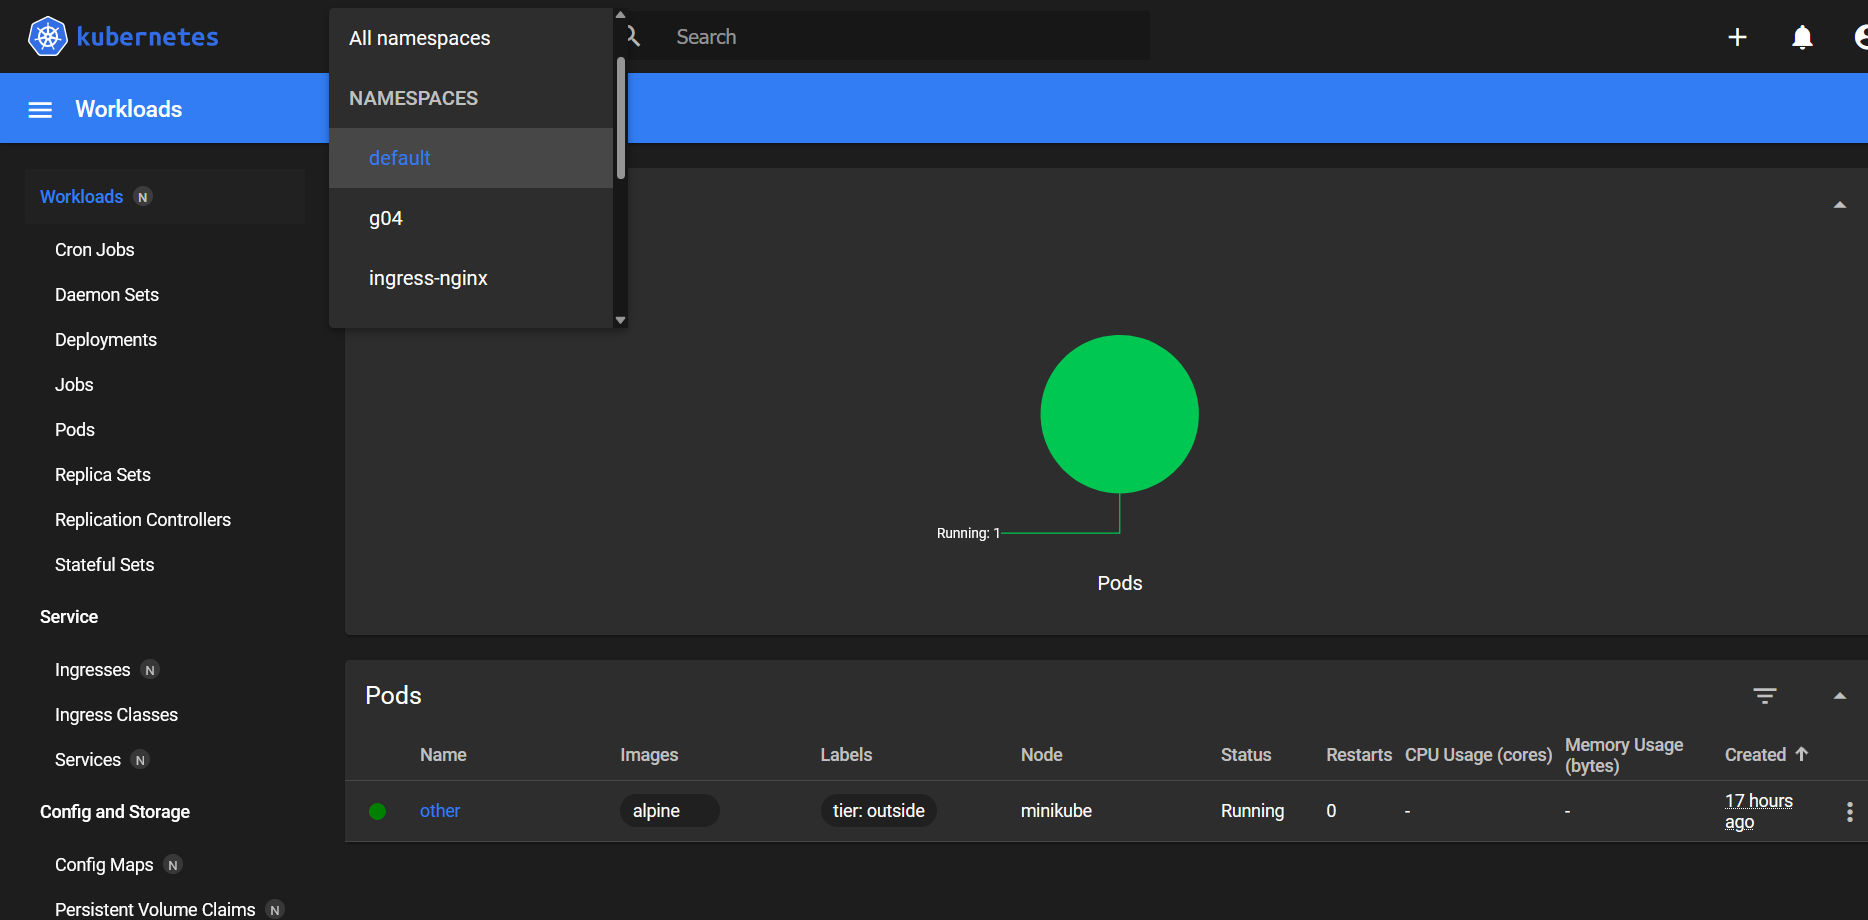 kubernetes
All namespaces
Search
NAMESPACES
Workloads
default
Workloads N
g04
Cron Jobs
ingress-nginx
Daemon Sets
Deployments
Jobs
Pods
Replica Sets
Replication Controllers
Stateful Sets
Service
Ingresses N
Ingress Classes
Services N
Config and Storage
Config Maps N
Persistent Volume Claims N
Running: 1
Pods
Pods
Name Images Labels Node Status Restarts CPU Usage (cores) Memory Usage (bytes) Created
other alpine tier: outside minikube Running 0 - - 17 hours ago